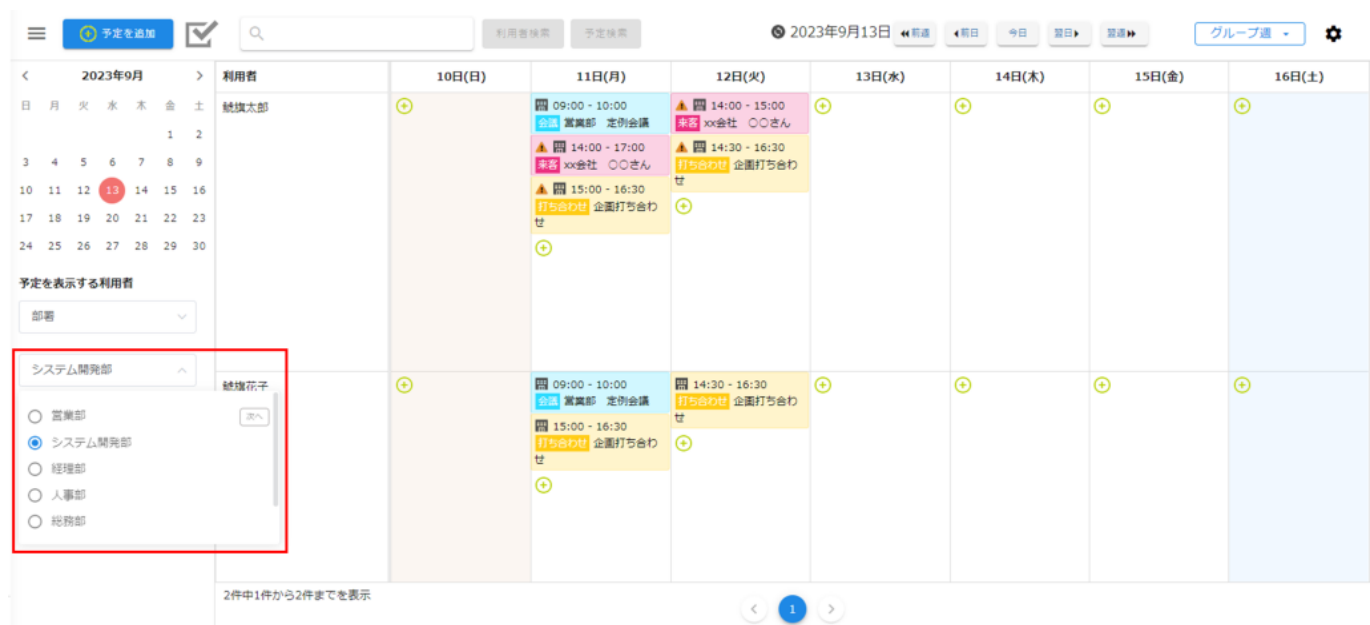 予定を追加
利用者検索 予定検索
2023年9月13日 前週 前日 今日 翌日 翌週 グループ週
2023年9月
日 月 火 水 木 金 土
1 2
3 4 5 6 7 8 9
10 11 12 13 14 15 16
17 18 19 20 21 22 23
24 25 26 27 28 29 30
予定を表示する利用者
部署
システム開発部
営業部 次へ
システム開発部
経理部
人事部
総務部
利用者 10日(日) 11日(月) 12日(火) 13日(水) 14日(木) 15日(金) 16日(土)
鯱旗太郎
09:00 - 10:00
会議 営業部 定例会議
14:00 - 17:00
来客 xx会社 〇〇さん
15:00 - 16:30
打ち合わせ 企画打ち合わ
せ
14:00 - 15:00
来客 xx会社 〇〇さん
14:30 - 16:30
打ち合わせ 企画打ち合わ
せ
鯱旗花子
09:00 - 10:00
会議 営業部 定例会議
15:00 - 16:30
打ち合わせ 企画打ち合わ
せ
14:30 - 16:30
打ち合わせ 企画打ち合わ
せ
2件中1件から2件までを表示
1